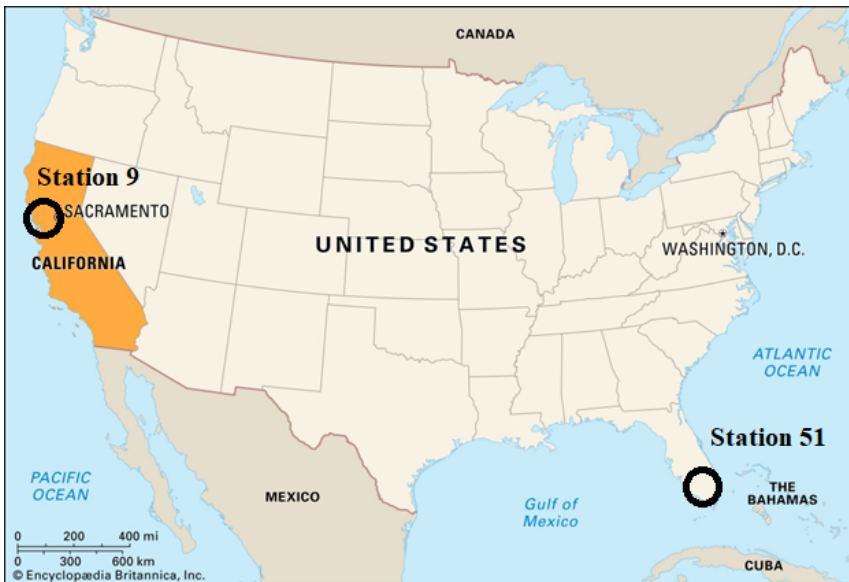 CANADA
Station 9
SACRAMENTO
UNITED STATES
WASHINGTON, D.C.
CALIFORNIA
ATLANTIC
OCEAN
Station 51
PACIFIC
OCEAN
MEXICO
Gulf of
Mexico
THE
BAHAMAS
0 200 400 mi
0 300 600 km
© Encyclopædia Britannica, Inc.
CUBA